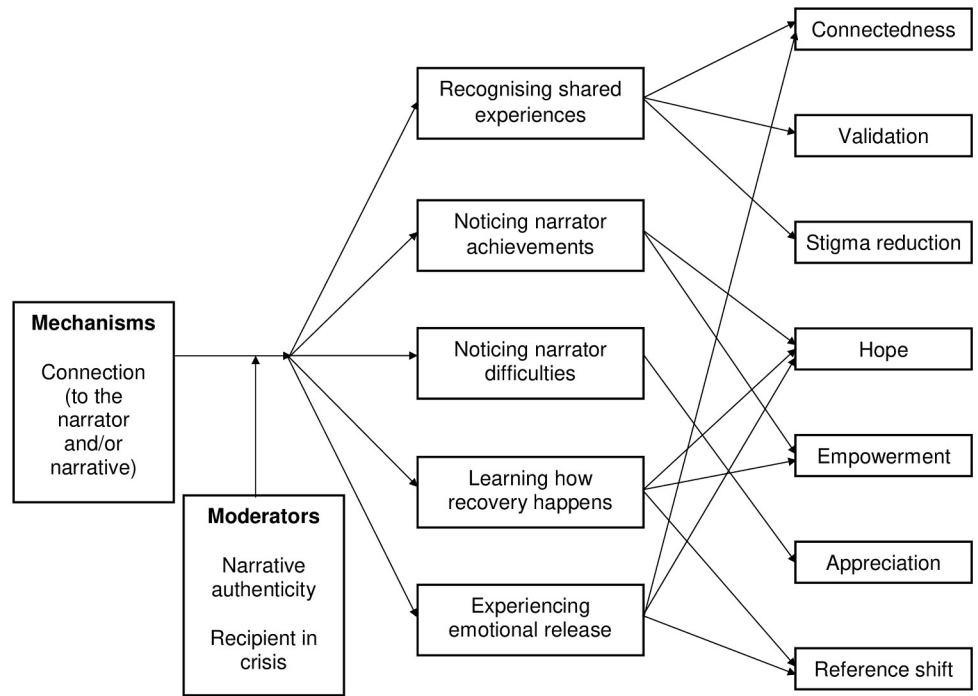 Mechanisms
Connection
(to the
narrator
and/or
narrative)
Moderators
Narrative
authenticity
Recipient in
crisis
Recognising shared
experiences
Noticing narrator
achievements
Noticing narrator
difficulties
Learning how
recovery happens
Experiencing
emotional release
Connectedness
Validation
Stigma reduction
Hope
Empowerment
Appreciation
Reference shift